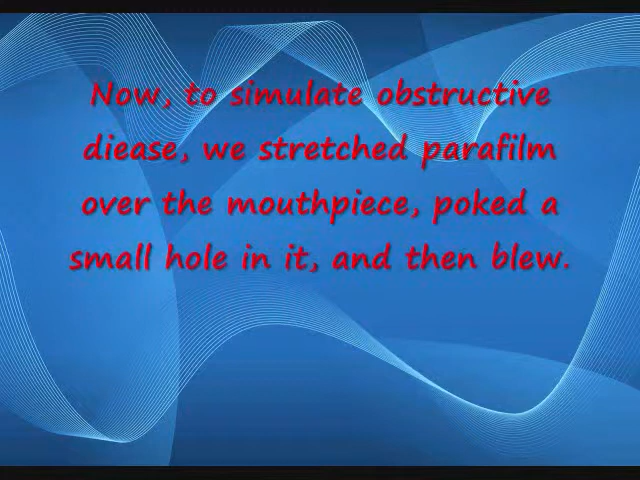 Now, to simulate obstructive
diease, we stretched parafilm
over the mouthpiece, poked a
small hole in it, and then blew.